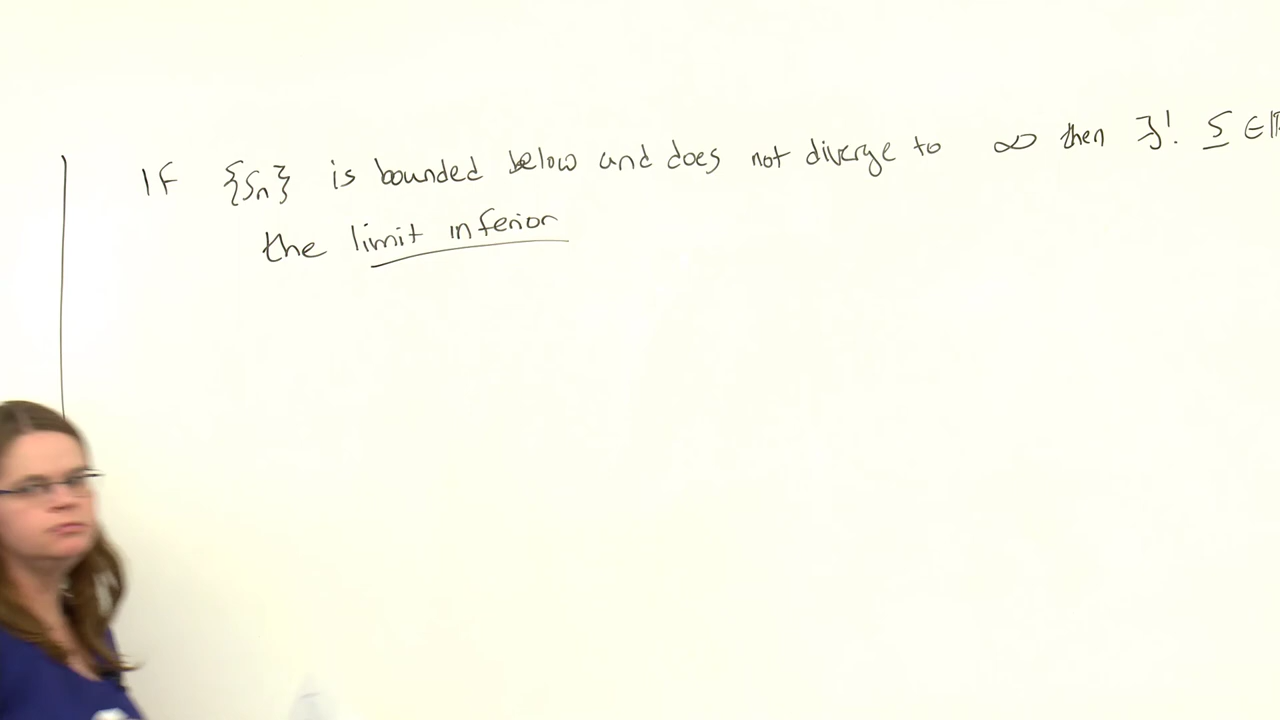 IF {Sn} is bounded below and does not diverge to ∞ then ∃! s̲ ∈ ℝ
the limit inferior